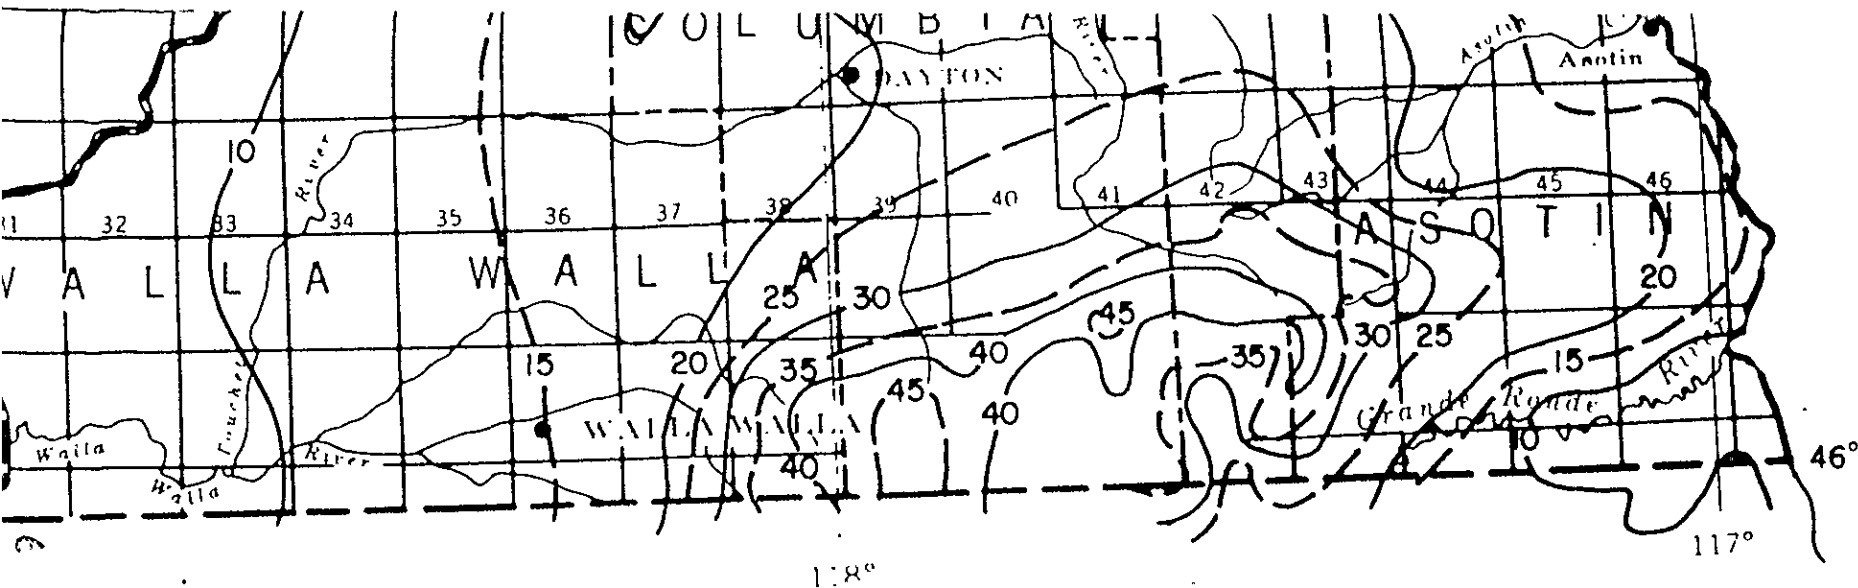 COLUMBIA
River
Asotin
Asotin
DAYTON
10
River
31 32 33 34 35 36 37 38 39 40 41 42 43 44 45 46
WALLA WALLA
ASOTIN
25 30
20
45
30 25
15 20 35 40 35 15
45
40
River
Grande Ronde
Touchet
WALLA WALLA
10
Walla
River
40
46°
Walla
117°
118°